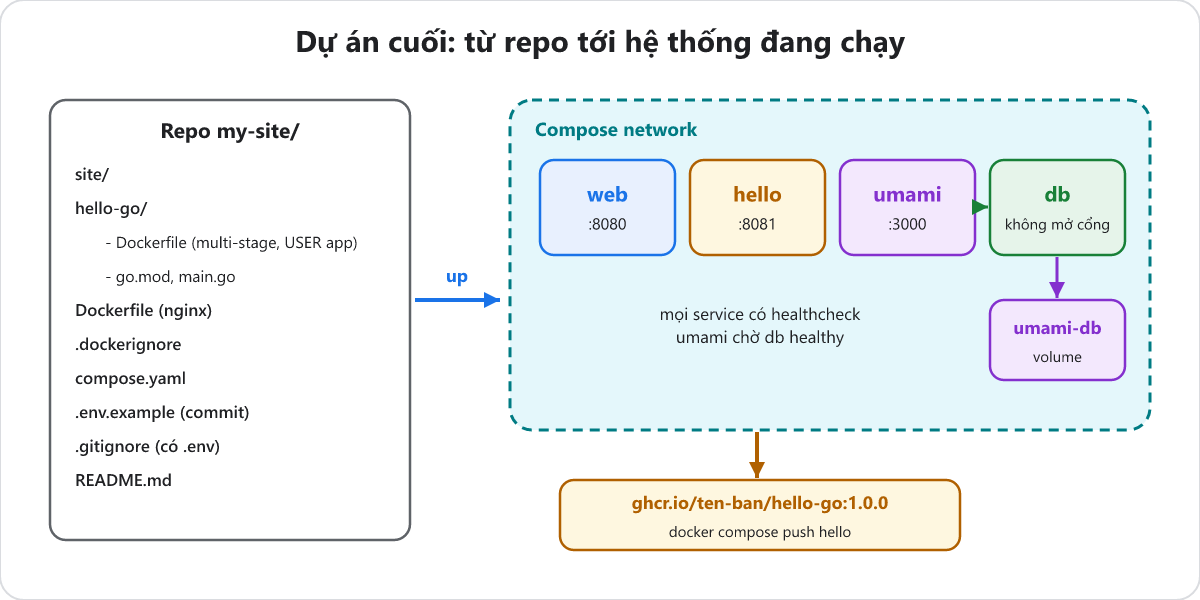 Dự án cuối: từ repo tới hệ thống đang chạy
Repo my-site/
site/
hello-go/
- Dockerfile (multi-stage, USER app)
- go.mod, main.go
Dockerfile (nginx)
.dockerignore
compose.yaml
.env.example (commit)
.gitignore (có .env)
README.md
up
Compose network
web
:8080
hello
:8081
umami
:3000
db
không mở cổng
mọi service có healthcheck
umami chờ db healthy
umami-db
volume
ghcr.io/ten-ban/hello-go:1.0.0
docker compose push hello